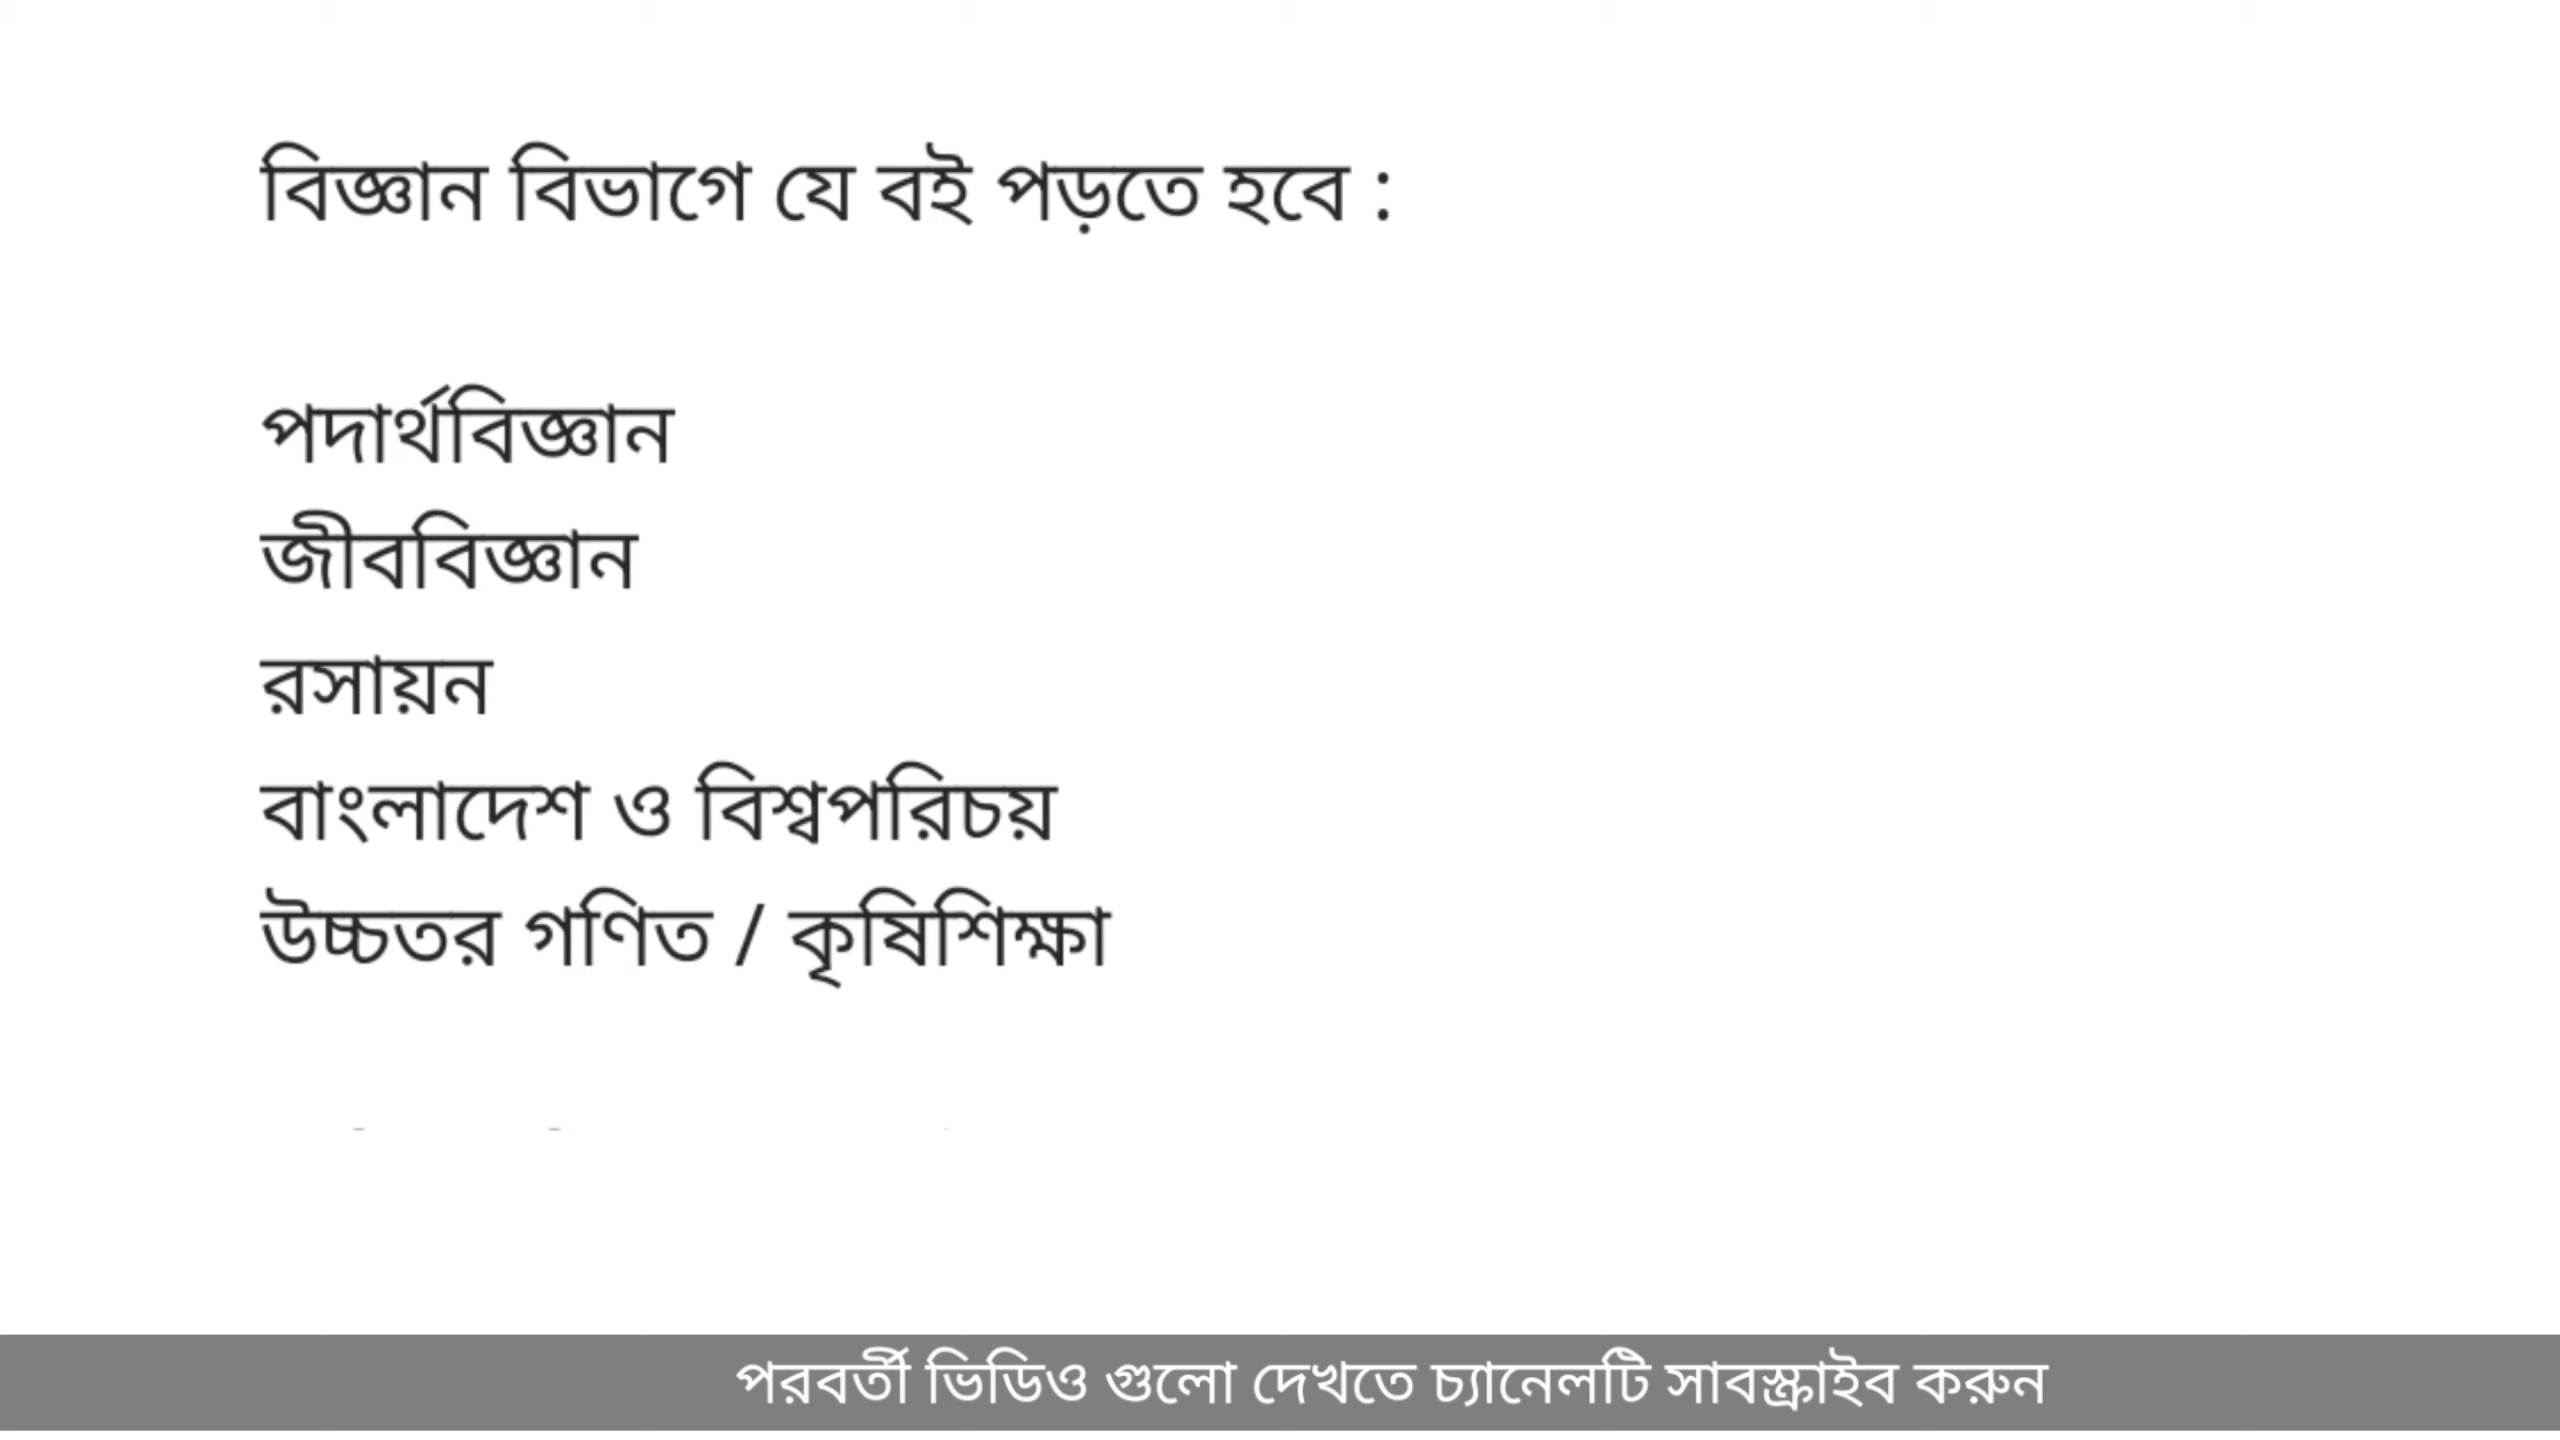 বিজ্ঞান বিভাগে যে বই পড়তে হবে :
পদার্থবিজ্ঞান
জীববিজ্ঞান
রসায়ন
বাংলাদেশ ও বিশ্বপরিচয়
উচ্চতর গণিত / কৃষিশিক্ষা
পরবর্তী ভিডিও গুলো দেখতে চ্যানেলটি সাবস্ক্রাইব করুন